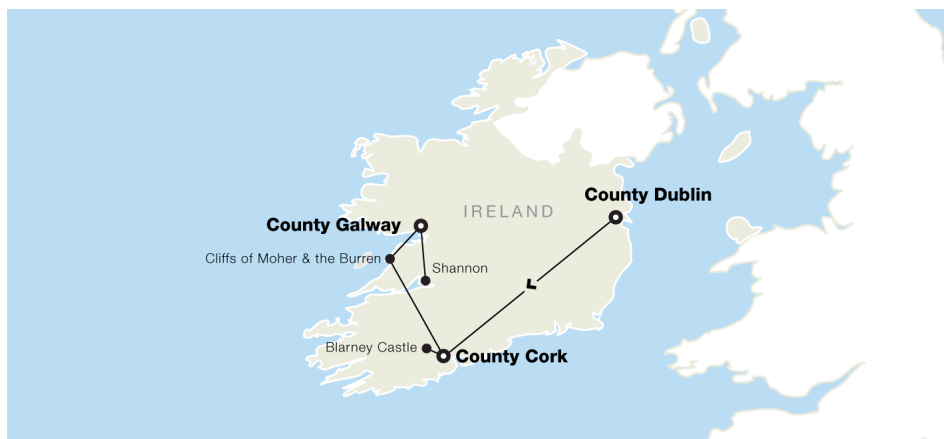 County Dublin
IRELAND
County Galway
Cliffs of Moher & the Burren
Shannon
Blarney Castle
County Cork